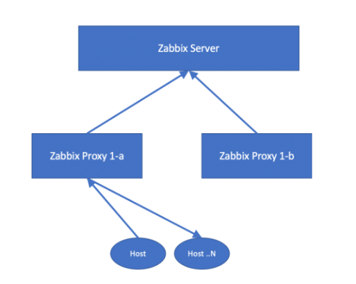 Zabbix Server
Zabbix Proxy 1-a
Zabbix Proxy 1-b
Host
Host ..N